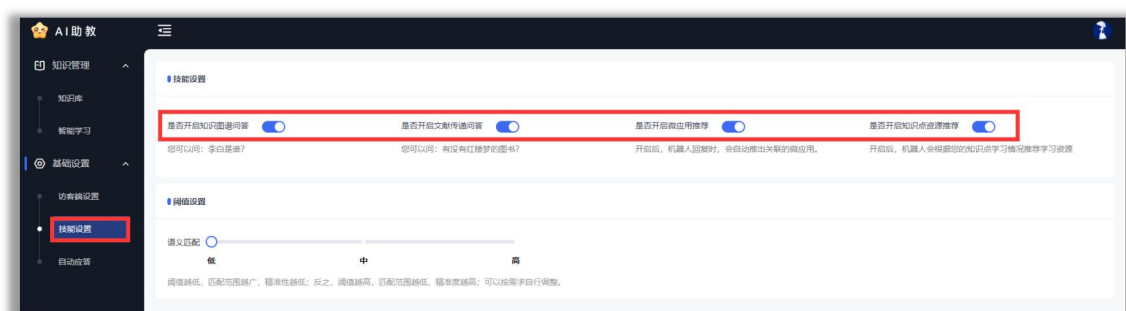 AI助教
知识管理
知识库
智能学习
基础设置
访客端设置
技能设置
自动应答
技能设置
是否开启知识图谱问答
是否开启文献传递问答
是否开启微应用推荐
是否开启知识点资源推荐
您可以问：李白是谁?
您可以问：有没有红楼梦的图书?
开启后，机器人回复时，会自动推出关联的微应用。
开启后，机器人会根据您的知识点学习情况推荐学习资源
阈值设置
语义匹配
低 中 高
阈值越低，匹配范围越广，精准性越低；反之，阈值越高，匹配范围越低，精准度越高；可以按需求自行调整。